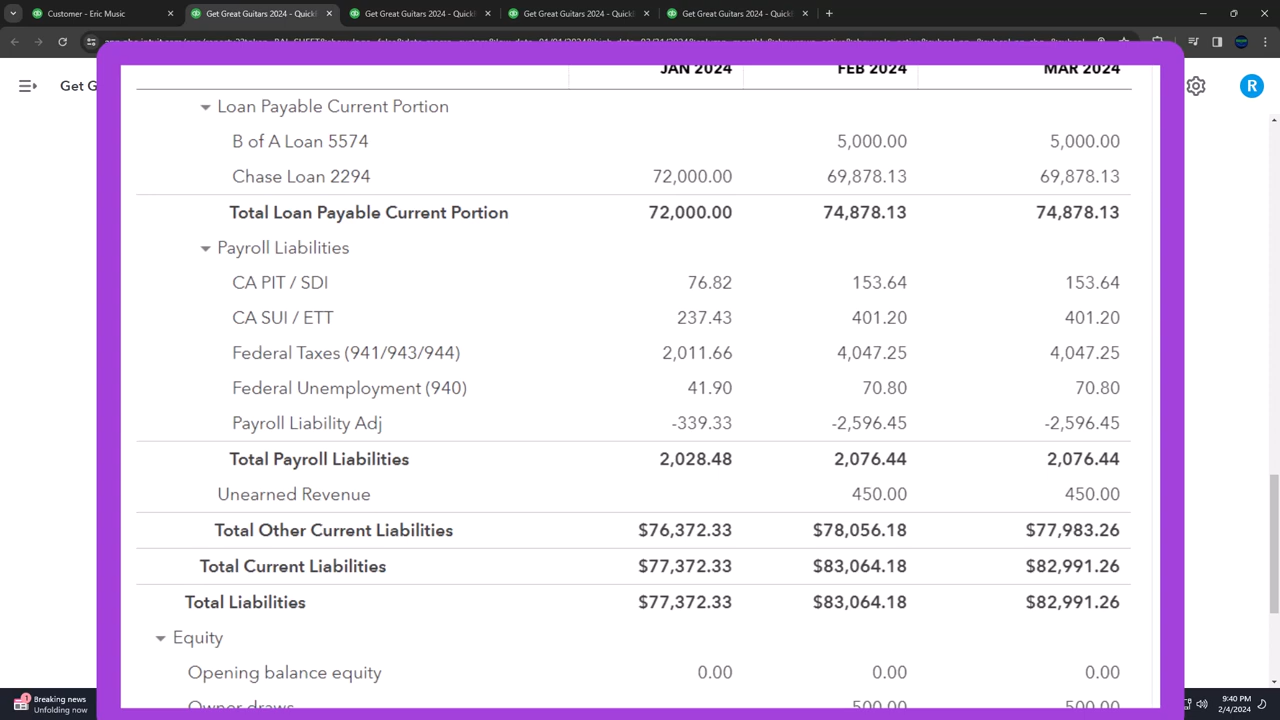 Customer - Eric Music
Get Great Guitars 2024 - Quick
Get Great Guitars 2024 - Quick
Get Great Guitars 2024 - Quick
Get Great Guitars 2024 - Quick
Get G
R
JAN 2024 FEB 2024 MAR 2024
Loan Payable Current Portion
B of A Loan 5574 5,000.00 5,000.00
Chase Loan 2294 72,000.00 69,878.13 69,878.13
Total Loan Payable Current Portion 72,000.00 74,878.13 74,878.13
Payroll Liabilities
CA PIT / SDI 76.82 153.64 153.64
CA SUI / ETT 237.43 401.20 401.20
Federal Taxes (941/943/944) 2,011.66 4,047.25 4,047.25
Federal Unemployment (940) 41.90 70.80 70.80
Payroll Liability Adj -339.33 -2,596.45 -2,596.45
Total Payroll Liabilities 2,028.48 2,076.44 2,076.44
Unearned Revenue 450.00 450.00
Total Other Current Liabilities $76,372.33 $78,056.18 $77,983.26
Total Current Liabilities $77,372.33 $83,064.18 $82,991.26
Total Liabilities $77,372.33 $83,064.18 $82,991.26
Equity
Opening balance equity 0.00 0.00 0.00
Owner draws 500.00 500.00
1
Breaking news
Unfolding now
9:40 PM
2/4/2024